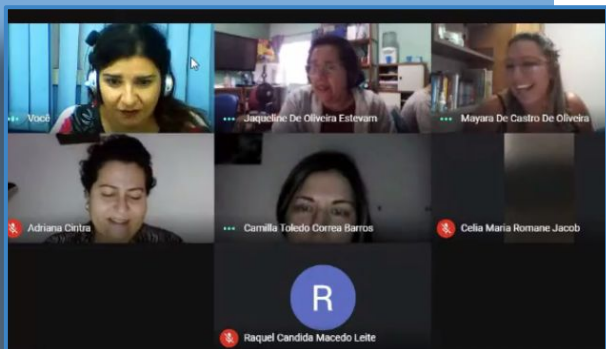 Você
Jaqueline De Oliveira Estevam
Mayara De Castro De Oliveira
Adriana Cintra
Camilla Toledo Correa Barros
Celia Maria Romane Jacob
R
Raquel Candida Macedo Leite